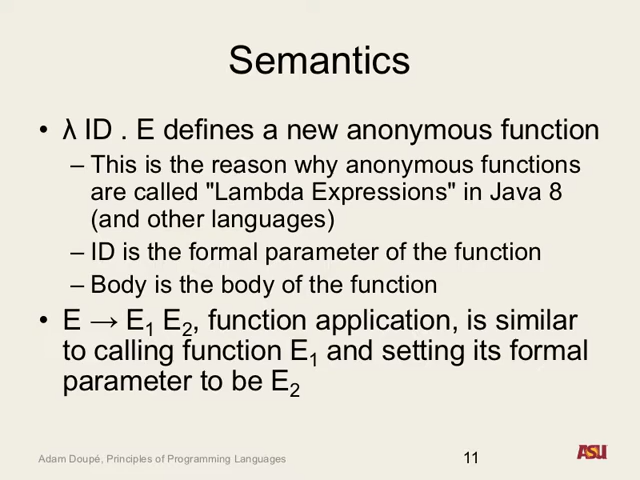 Semantics
• λ ID . E defines a new anonymous function
– This is the reason why anonymous functions
are called "Lambda Expressions" in Java 8
(and other languages)
– ID is the formal parameter of the function
– Body is the body of the function
• E → E₁ E₂, function application, is similar
to calling function E₁ and setting its formal
parameter to be E₂
Adam Doupé, Principles of Programming Languages
11
ASU